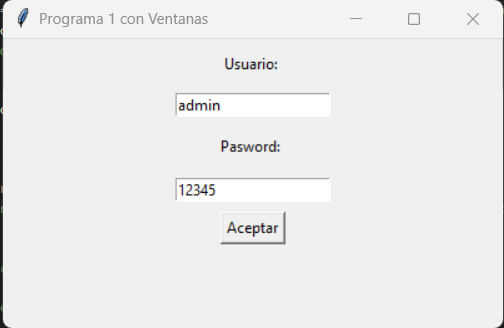 Programa 1 con Ventanas
Usuario:
admin
Pasword:
12345
Aceptar